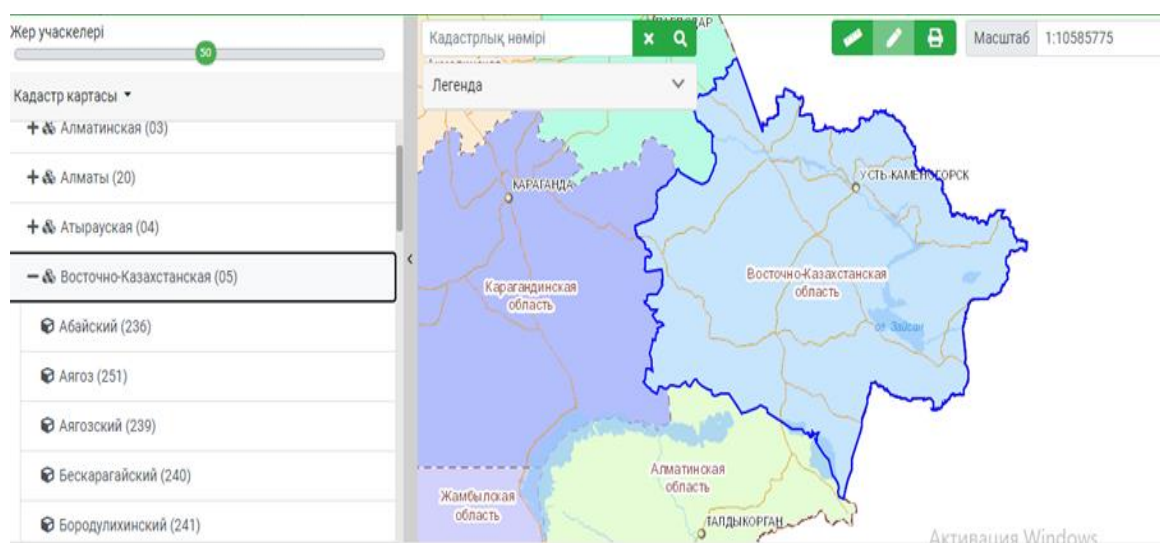 Жер учаскелері
50
Кадастр картасы
Алматинская (03)
Алматы (20)
Атырауская (04)
Восточно-Казахстанская (05)
Абайский (236)
Аягоз (251)
Аягозский (239)
Бескарагайский (240)
Бородулихинский (241)
Кадастрлық нөмірі
Легенда
Масштаб 1:10585775
КАРАГАНДА
УСТЬ-КАМЕНОГОРСК
Карагандинская
область
Восточно-Казахстанская
область
оз. Зайсан
Алматинская
область
Жамбылская
область
ТАЛДЫКОРГАН
Активация Windows